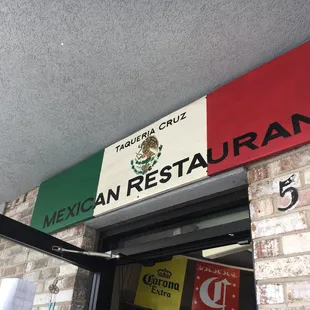 TAQUERIA CRUZ
MEXICAN RESTAURAN
5
Corona
Extra
C